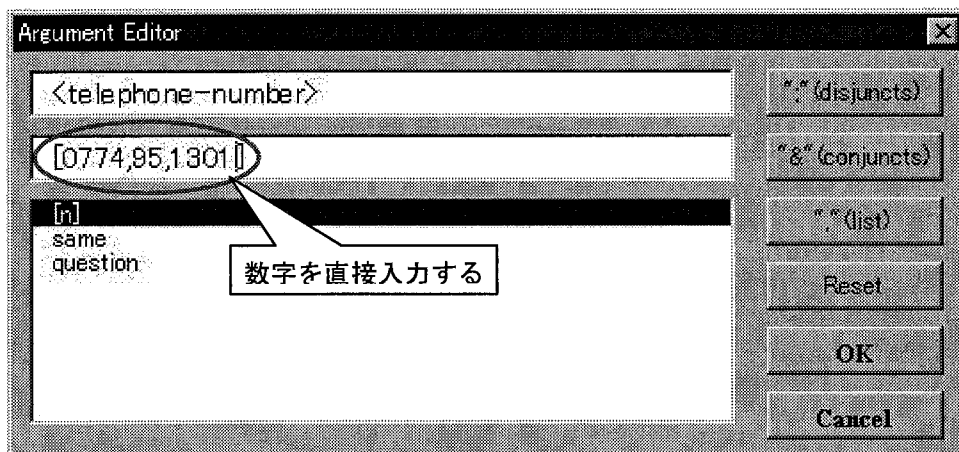 Argument Editor
<telephone-number>
[0774,95,1301]
[n]
same
question
数字を直接入力する
";"(disjuncts)
"&"(conjuncts)
","(list)
Reset
OK
Cancel